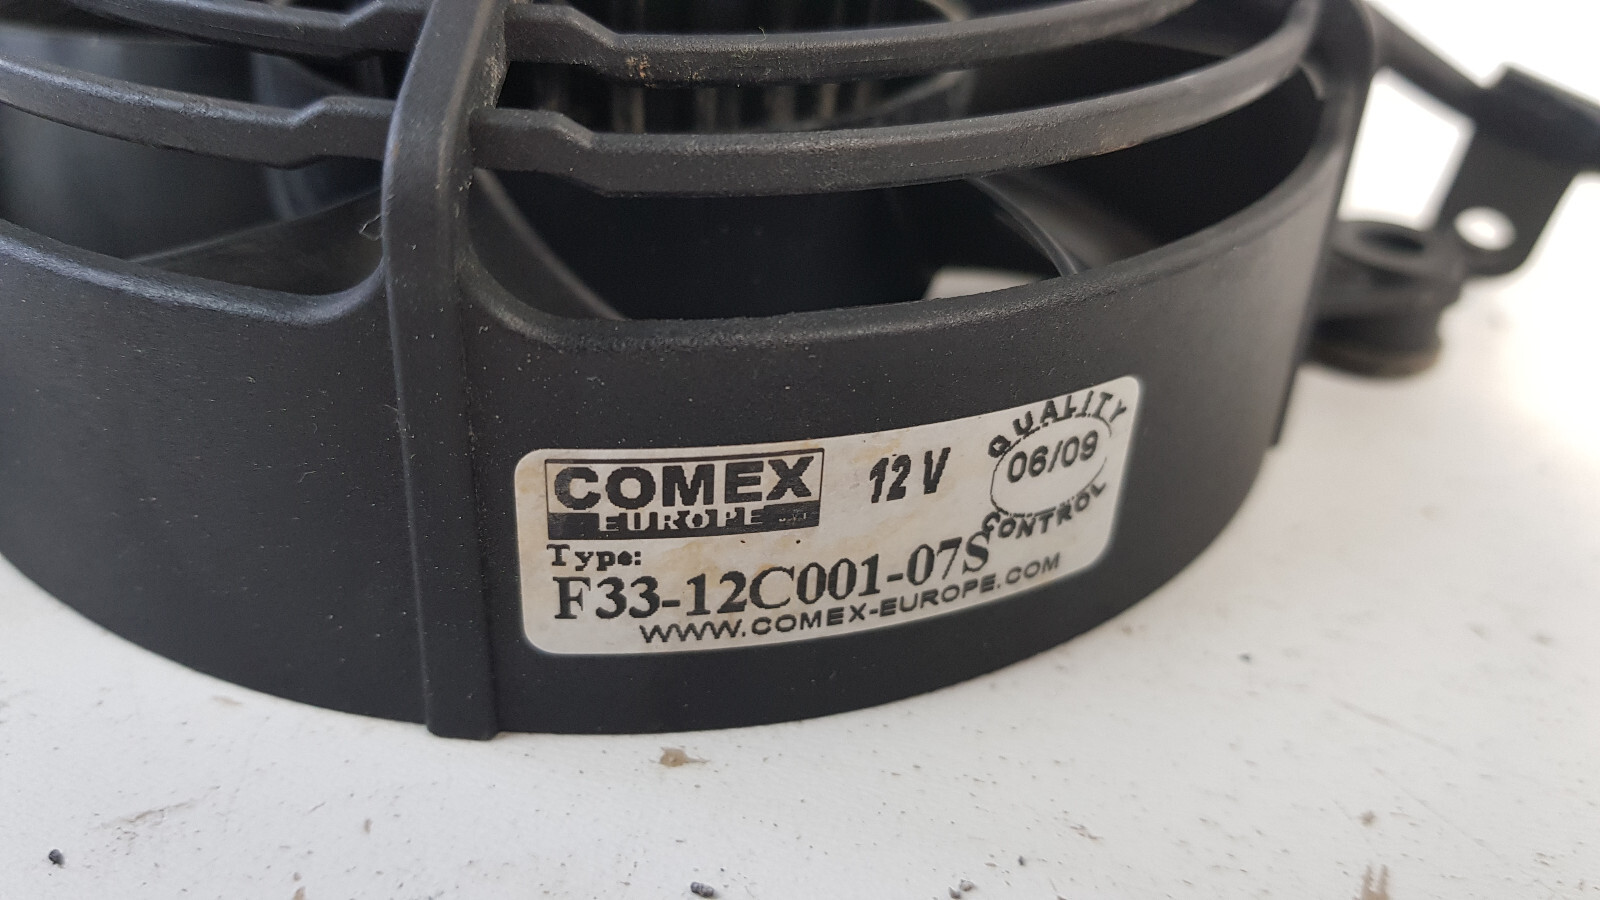 COMEX
EUROPE
12 V
QUALITY
06/09
CONTROL
Type:
F33-12C001-07S
WWW.COMEX-EUROPE.COM